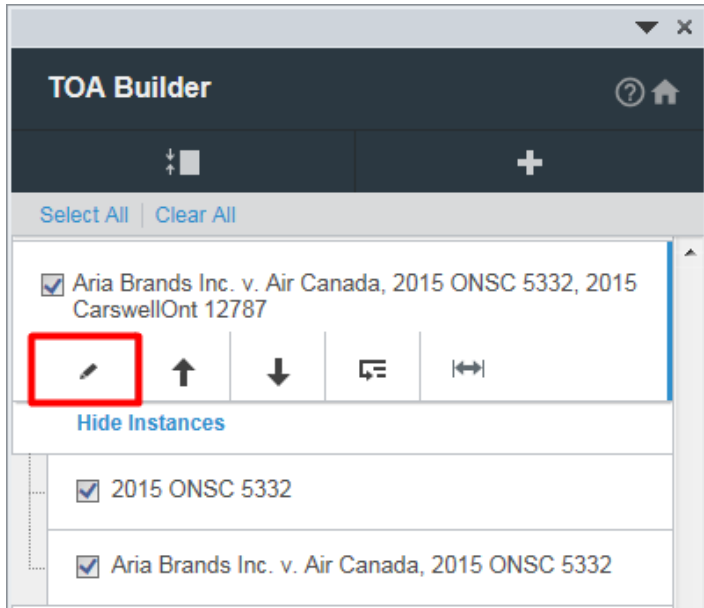 TOA Builder
Select All | Clear All
Aria Brands Inc. v. Air Canada, 2015 ONSC 5332, 2015
CarswellOnt 12787
Hide Instances
2015 ONSC 5332
Aria Brands Inc. v. Air Canada, 2015 ONSC 5332